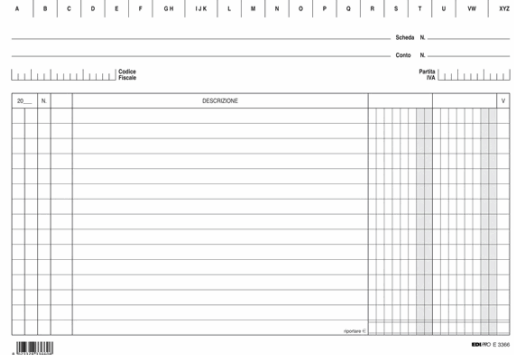 A B C D E F GH IJK L M N O P Q R S T U VW XYZ
Scheda N.
Conto N.
Codice Fiscale
Partita IVA
20___ N. DESCRIZIONE V
riportare
EDIPRO E 3366